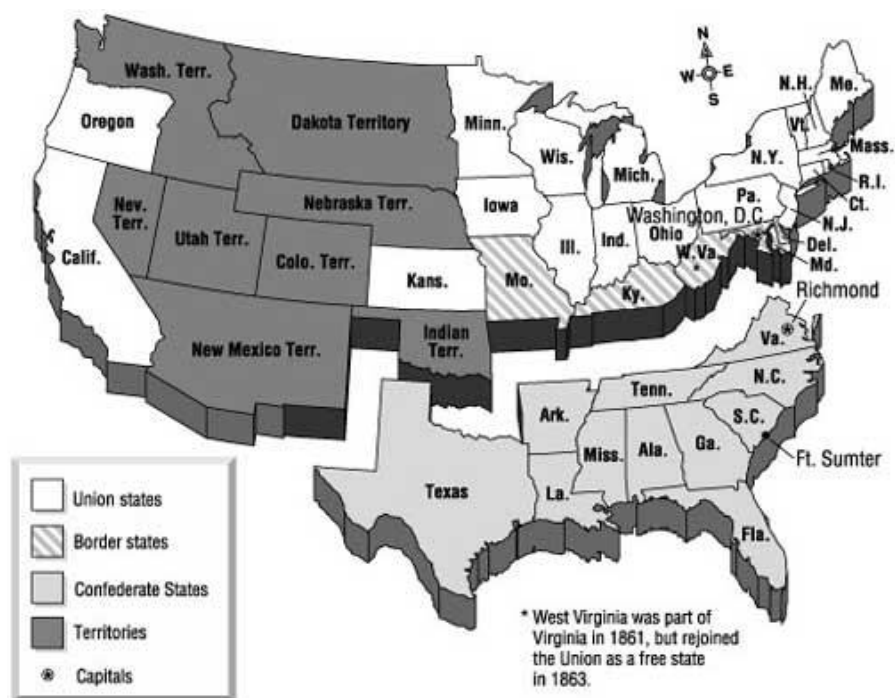 N
W E
S
Wash. Terr.
Oregon
Dakota Territory
Minn.
Wis.
Mich.
N.H.
Me.
Vt.
Mass.
N.Y.
R.I.
Ct.
Nev.
Terr.
Nebraska Terr.
Iowa
Pa.
Washington, D.C.
N.J.
Utah Terr.
Ill.
Ind.
Ohio
Del.
Calif.
Colo. Terr.
Kans.
Mo.
W.Va.
*
Md.
Ky.
Richmond
New Mexico Terr.
Indian
Terr.
Va.
N.C.
Tenn.
Ark.
S.C.
Miss.
Ala.
Ga.
Ft. Sumter
Texas
La.
Fla.
Union states
Border states
Confederate States
Territories
Capitals
* West Virginia was part of
Virginia in 1861, but rejoined
the Union as a free state
in 1863.